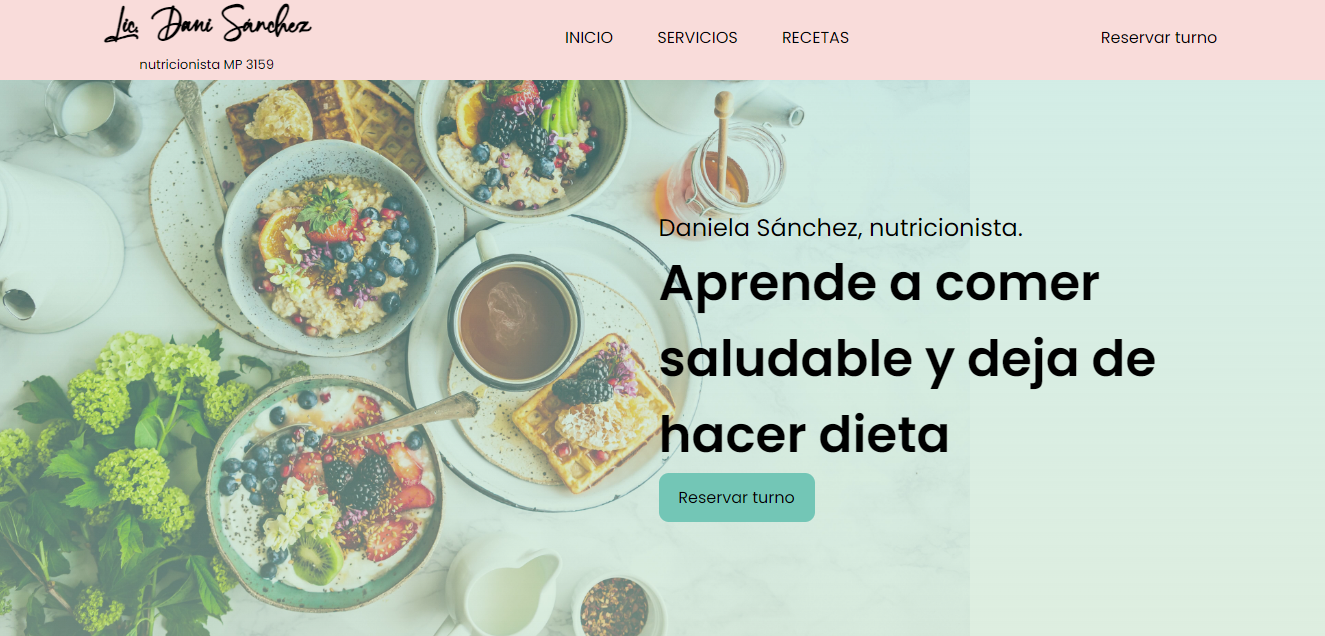 Lic. Dani Sánchez
nutricionista MP 3159
INICIO
SERVICIOS
RECETAS
Reservar turno
Daniela Sánchez, nutricionista.
Aprende a comer
saludable y deja de
hacer dieta
Reservar turno